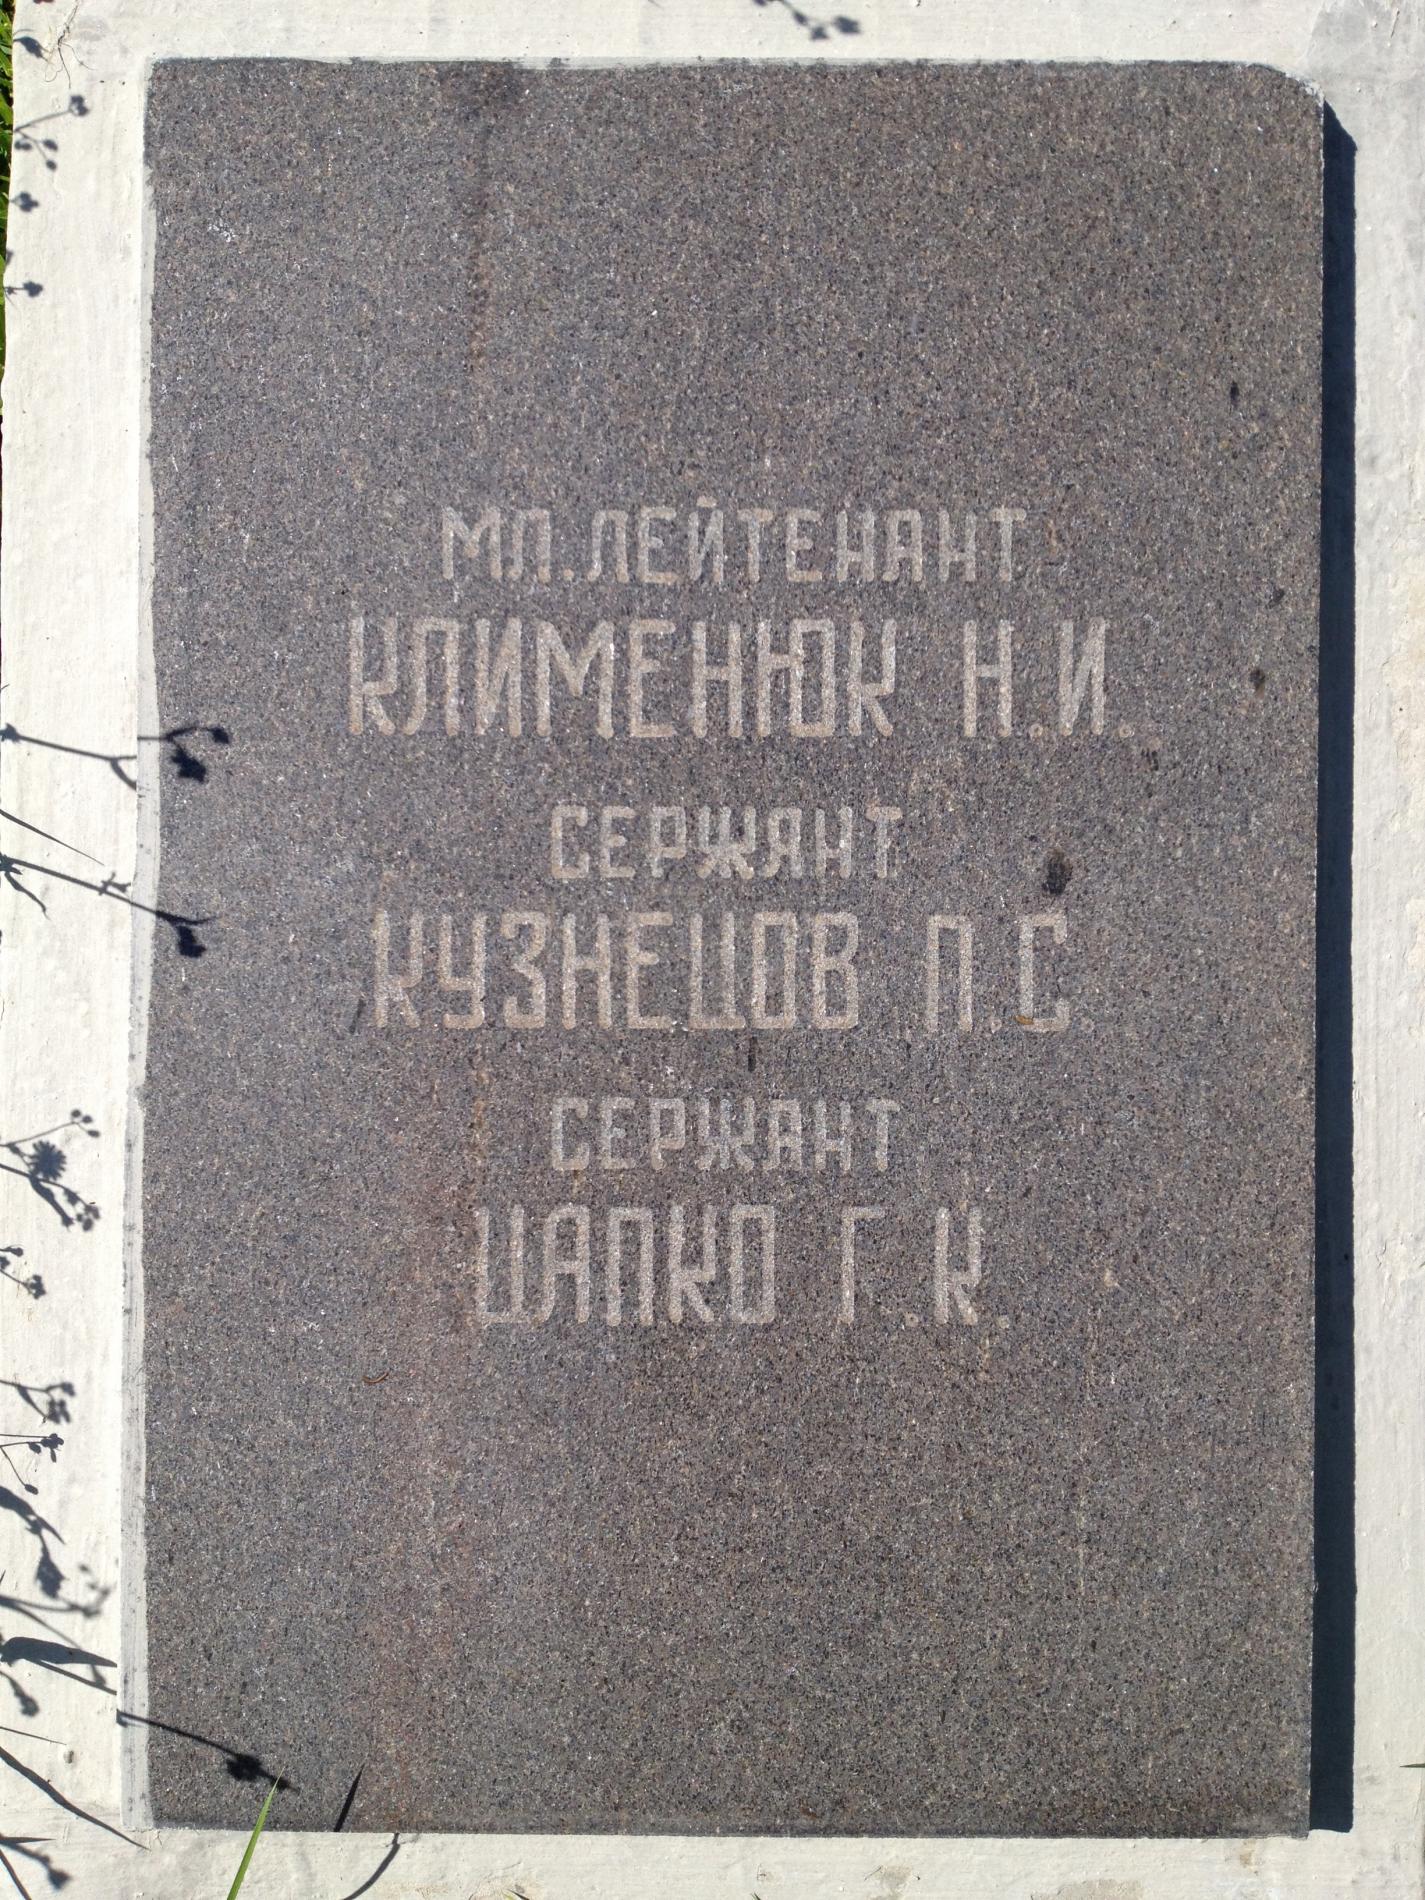 МЛ. ЛЕЙТЕНАНТ
КЛИМЕНЮК Н.И.
СЕРЖАНТ
КУЗНЕЦОВ П.С.
СЕРЖАНТ
ЦАПКО Г.К.